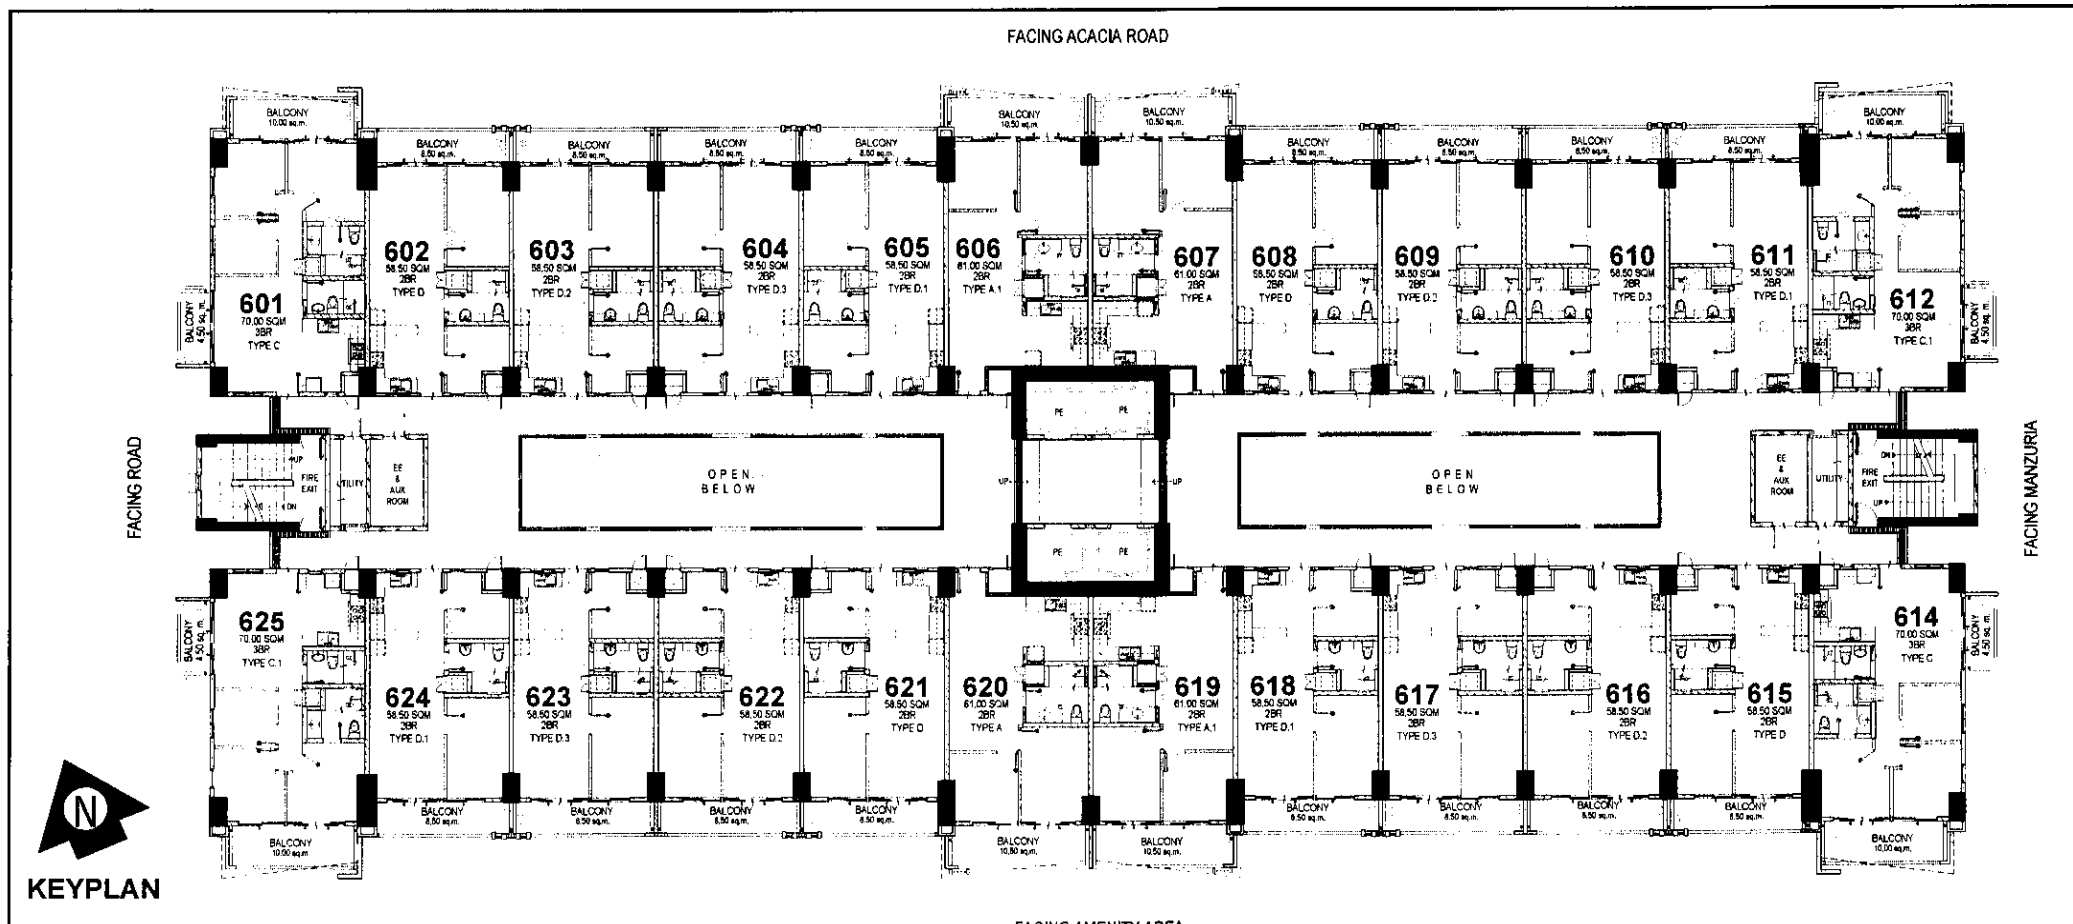 FACING ACACIA ROAD
BALCONY
10.00 sq.m.
BALCONY
8.50 sq.m.
BALCONY
8.50 sq.m.
BALCONY
8.50 sq.m.
BALCONY
8.50 sq.m.
BALCONY
10.50 sq.m.
BALCONY
10.50 sq.m.
BALCONY
8.50 sq.m.
BALCONY
8.50 sq.m.
BALCONY
8.50 sq.m.
BALCONY
8.50 sq.m.
BALCONY
10.00 sq.m.
BALCONY
4.50 sq. m.
601
70.00 SQM
3BR
TYPE C
602
58.50 SQM
2BR
TYPE D
603
58.50 SQM
2BR
TYPE D.2
604
58.50 SQM
2BR
TYPE D.3
605
58.50 SQM
2BR
TYPE D.1
606
61.00 SQM
2BR
TYPE A.1
607
61.00 SQM
2BR
TYPE A
608
58.50 SQM
2BR
TYPE D
609
58.50 SQM
2BR
TYPE D.2
610
58.50 SQM
2BR
TYPE D.3
611
58.50 SQM
2BR
TYPE D.1
612
70.00 SQM
3BR
TYPE C.1
BALCONY
4.50 sq. m.
FACING ROAD
UP
FIRE
EXIT
DN
UTILITY
EE
&
AUX
ROOM
OPEN
BELOW
PE
PE
UP
UP
PE
PE
OPEN
BELOW
EE
&
AUX
ROOM
UTILITY
FIRE
EXIT
DN
UP
FACING MANZURIA
BALCONY
4.50 sq. m.
625
70.00 SQM
3BR
TYPE C.1
624
58.50 SQM
2BR
TYPE D.1
623
58.50 SQM
2BR
TYPE D.3
622
58.50 SQM
2BR
TYPE D.2
621
58.50 SQM
2BR
TYPE D
620
61.00 SQM
2BR
TYPE A
619
61.00 SQM
2BR
TYPE A.1
618
58.50 SQM
2BR
TYPE D.1
617
58.50 SQM
2BR
TYPE D.3
616
58.50 SQM
2BR
TYPE D.2
615
58.50 SQM
2BR
TYPE D
614
70.00 SQM
3BR
TYPE C
BALCONY
4.50 sq. m.
BALCONY
10.00 sq.m.
BALCONY
8.50 sq.m.
BALCONY
8.50 sq.m.
BALCONY
8.50 sq.m.
BALCONY
8.50 sq.m.
BALCONY
10.50 sq.m.
BALCONY
10.50 sq.m.
BALCONY
8.50 sq.m.
BALCONY
8.50 sq.m.
BALCONY
8.50 sq.m.
BALCONY
8.50 sq.m.
BALCONY
10.00 sq.m.
N
KEYPLAN
FACING AMENITY AREA